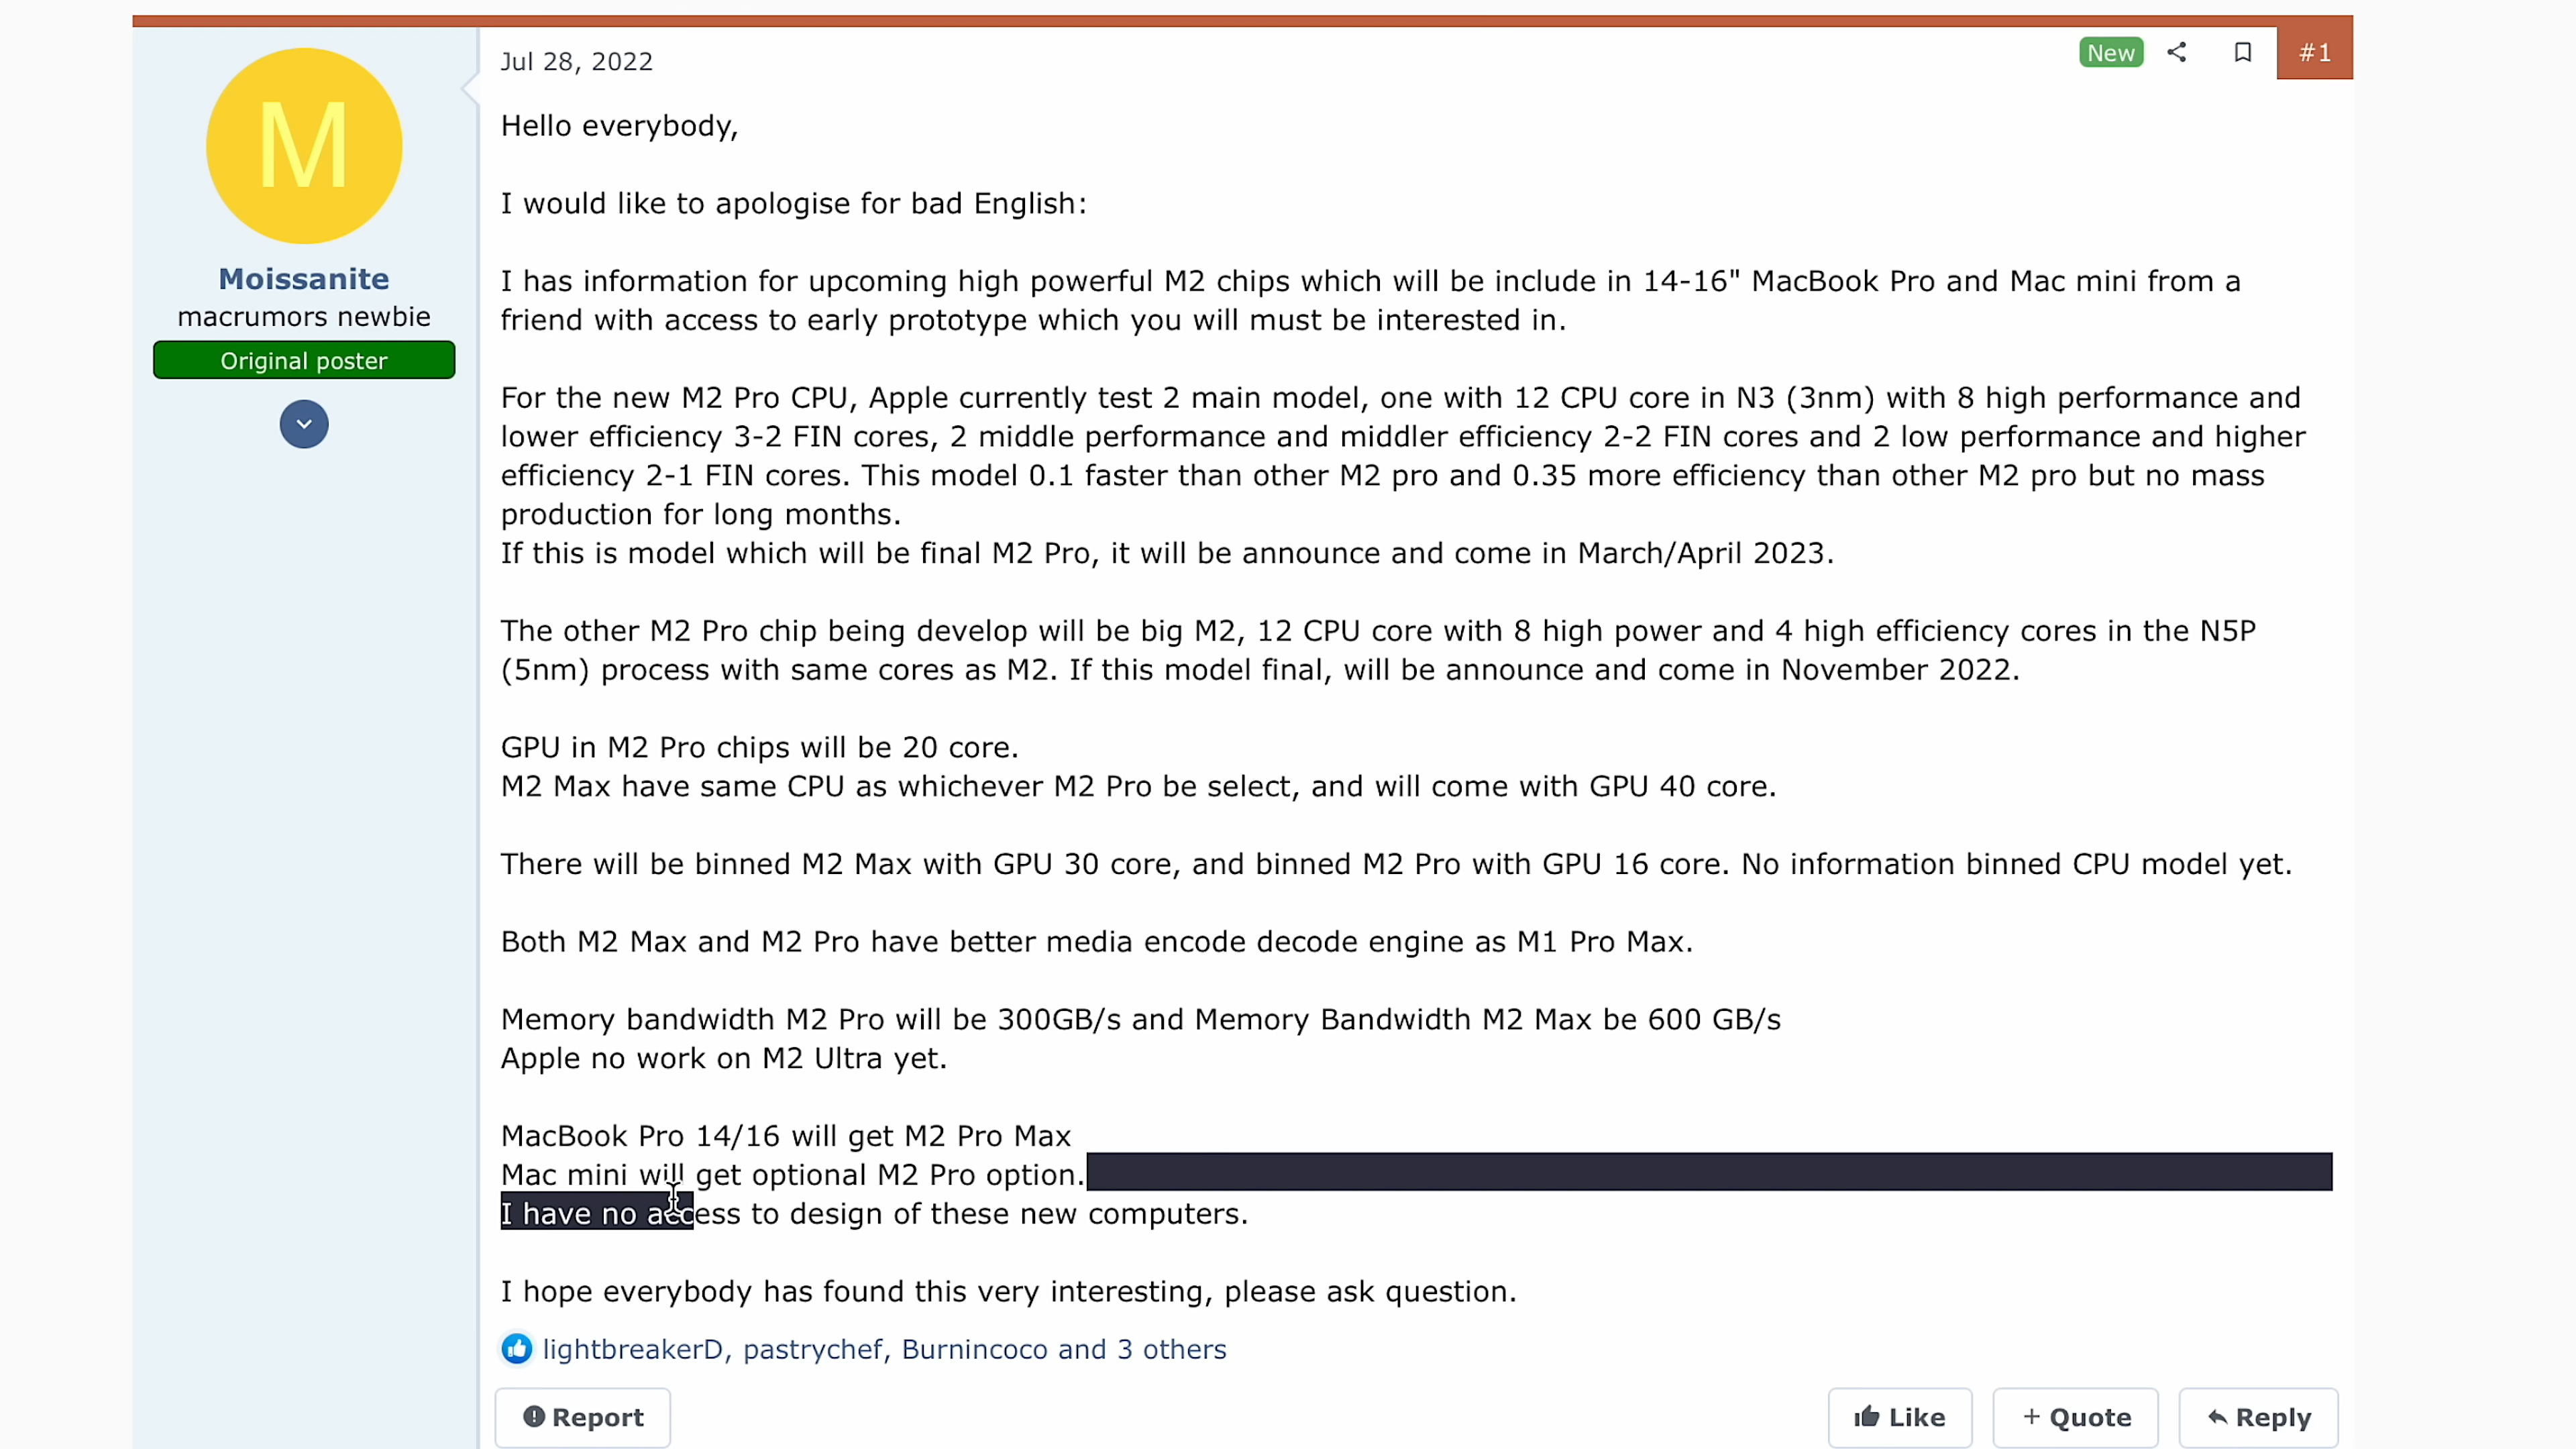 M
Moissanite
macrumors newbie
Original poster
Jul 28, 2022
New
#1
Hello everybody,
I would like to apologise for bad English:
I has information for upcoming high powerful M2 chips which will be include in 14-16" MacBook Pro and Mac mini from a
friend with access to early prototype which you will must be interested in.
For the new M2 Pro CPU, Apple currently test 2 main model, one with 12 CPU core in N3 (3nm) with 8 high performance and
lower efficiency 3-2 FIN cores, 2 middle performance and middler efficiency 2-2 FIN cores and 2 low performance and higher
efficiency 2-1 FIN cores. This model 0.1 faster than other M2 pro and 0.35 more efficiency than other M2 pro but no mass
production for long months.
If this is model which will be final M2 Pro, it will be announce and come in March/April 2023.
The other M2 Pro chip being develop will be big M2, 12 CPU core with 8 high power and 4 high efficiency cores in the N5P
(5nm) process with same cores as M2. If this model final, will be announce and come in November 2022.
GPU in M2 Pro chips will be 20 core.
M2 Max have same CPU as whichever M2 Pro be select, and will come with GPU 40 core.
There will be binned M2 Max with GPU 30 core, and binned M2 Pro with GPU 16 core. No information binned CPU model yet.
Both M2 Max and M2 Pro have better media encode decode engine as M1 Pro Max.
Memory bandwidth M2 Pro will be 300GB/s and Memory Bandwidth M2 Max be 600 GB/s
Apple no work on M2 Ultra yet.
MacBook Pro 14/16 will get M2 Pro Max
Mac mini will get optional M2 Pro option.
I have no access to design of these new computers.
I hope everybody has found this very interesting, please ask question.
lightbreakerD, pastrychef, Burnincoco and 3 others
Report
Like
+ Quote
Reply